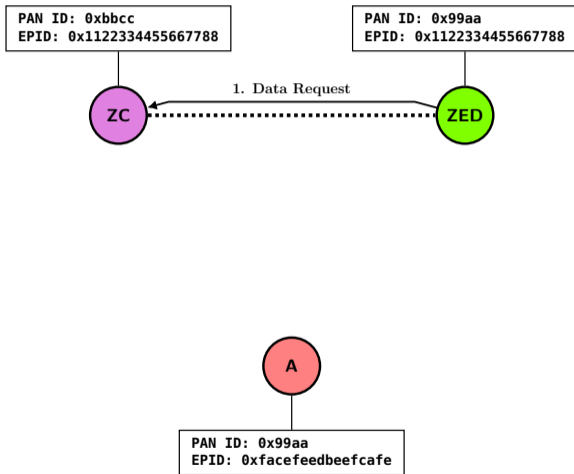 PAN ID: 0xbbcc
EPID: 0x1122334455667788
PAN ID: 0x99aa
EPID: 0x1122334455667788
1. Data Request
ZC
ZED
A
PAN ID: 0x99aa
EPID: 0xfacefeedbeefcafe